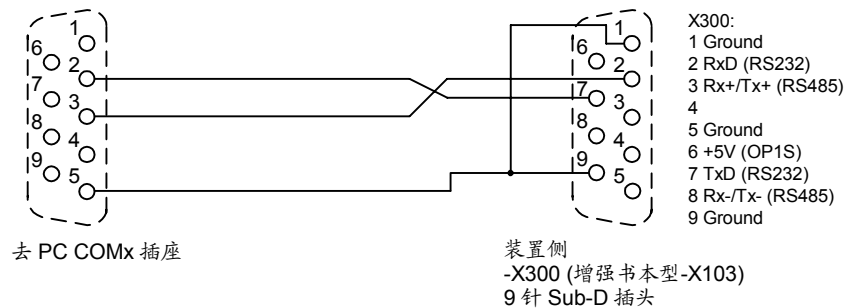 1
6
2
7
3
8
4
9
5
去 PC COMx 插座
1
6
2
7
3
8
4
9
5
装置侧
-X300 (增强书本型-X103)
9 针 Sub-D 插头
X300:
1 Ground
2 RxD (RS232)
3 Rx+/Tx+ (RS485)
4
5 Ground
6 +5V (OP1S)
7 TxD (RS232)
8 Rx-/Tx- (RS485)
9 Ground